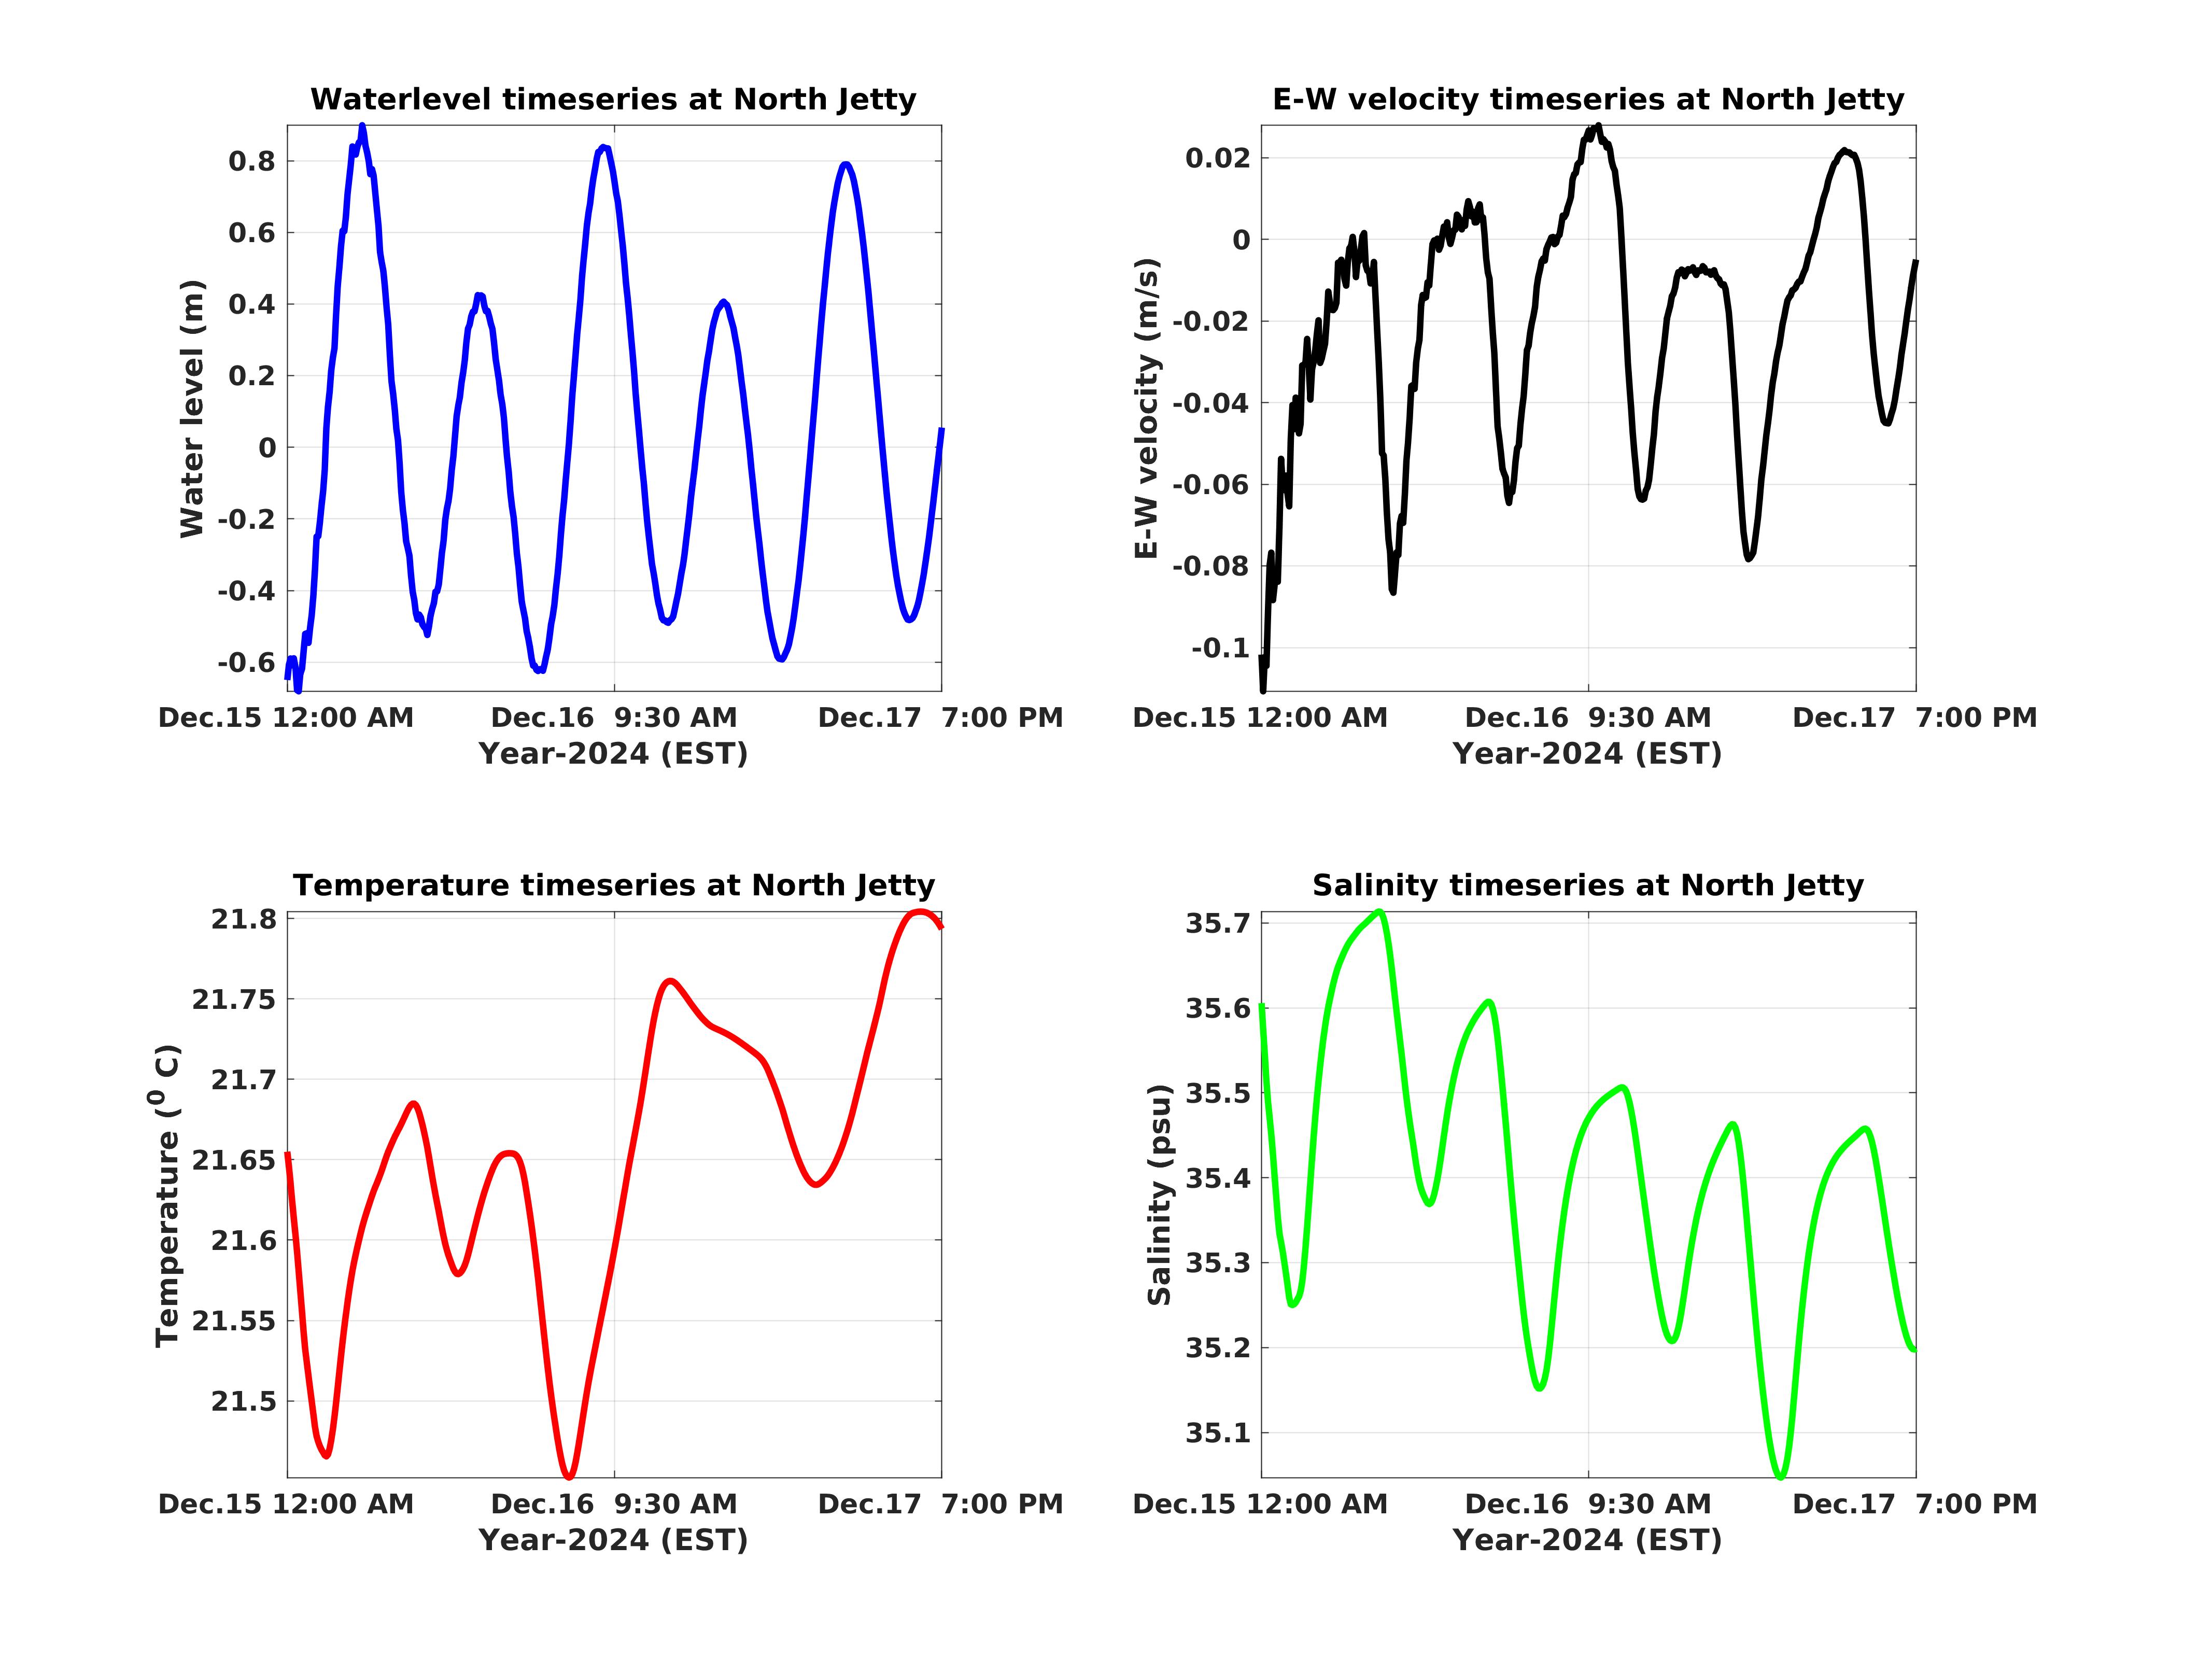 Waterlevel timeseries at North Jetty
0.8
0.6
0.4
0.2
0
-0.2
-0.4
-0.6
Water level (m)
Dec.15 12:00 AM Dec.16 9:30 AM Dec.17 7:00 PM
Year-2024 (EST)
E-W velocity timeseries at North Jetty
0.02
0
-0.02
-0.04
-0.06
-0.08
-0.1
E-W velocity (m/s)
Dec.15 12:00 AM Dec.16 9:30 AM Dec.17 7:00 PM
Year-2024 (EST)
Temperature timeseries at North Jetty
21.8
21.75
21.7
21.65
21.6
21.55
21.5
Temperature (⁰ C)
Dec.15 12:00 AM Dec.16 9:30 AM Dec.17 7:00 PM
Year-2024 (EST)
Salinity timeseries at North Jetty
35.7
35.6
35.5
35.4
35.3
35.2
35.1
Salinity (psu)
Dec.15 12:00 AM Dec.16 9:30 AM Dec.17 7:00 PM
Year-2024 (EST)